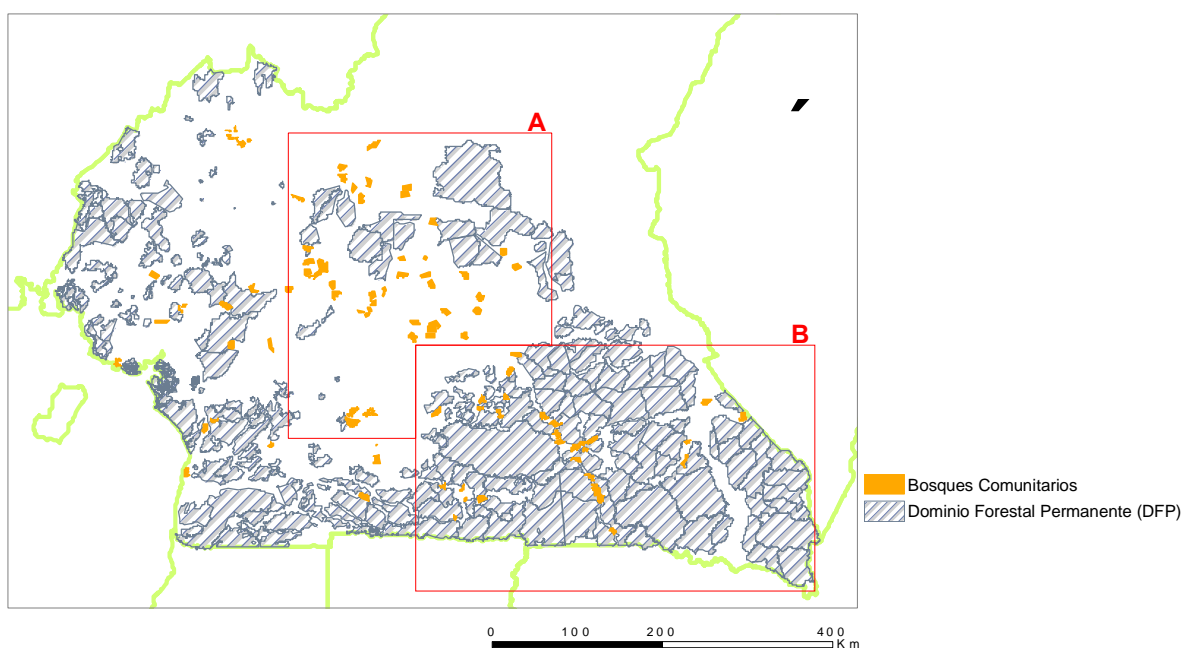 A
B
Bosques Comunitarios
Dominio Forestal Permanente (DFP)
0 100 200 400
Km